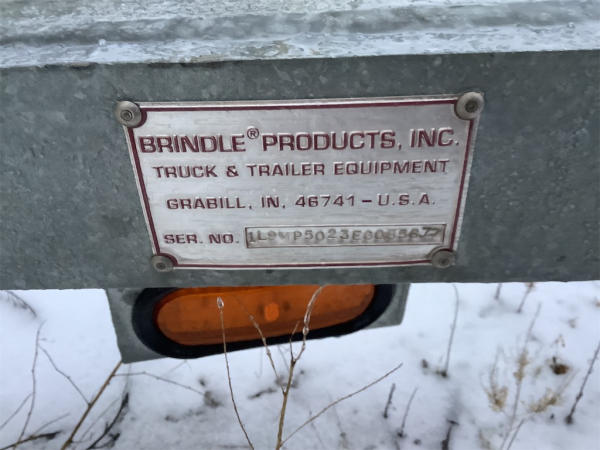 BRINDLE® PRODUCTS, INC.
TRUCK & TRAILER EQUIPMENT
GRABILL, IN, 46741 - U.S.A.
SER. NO.